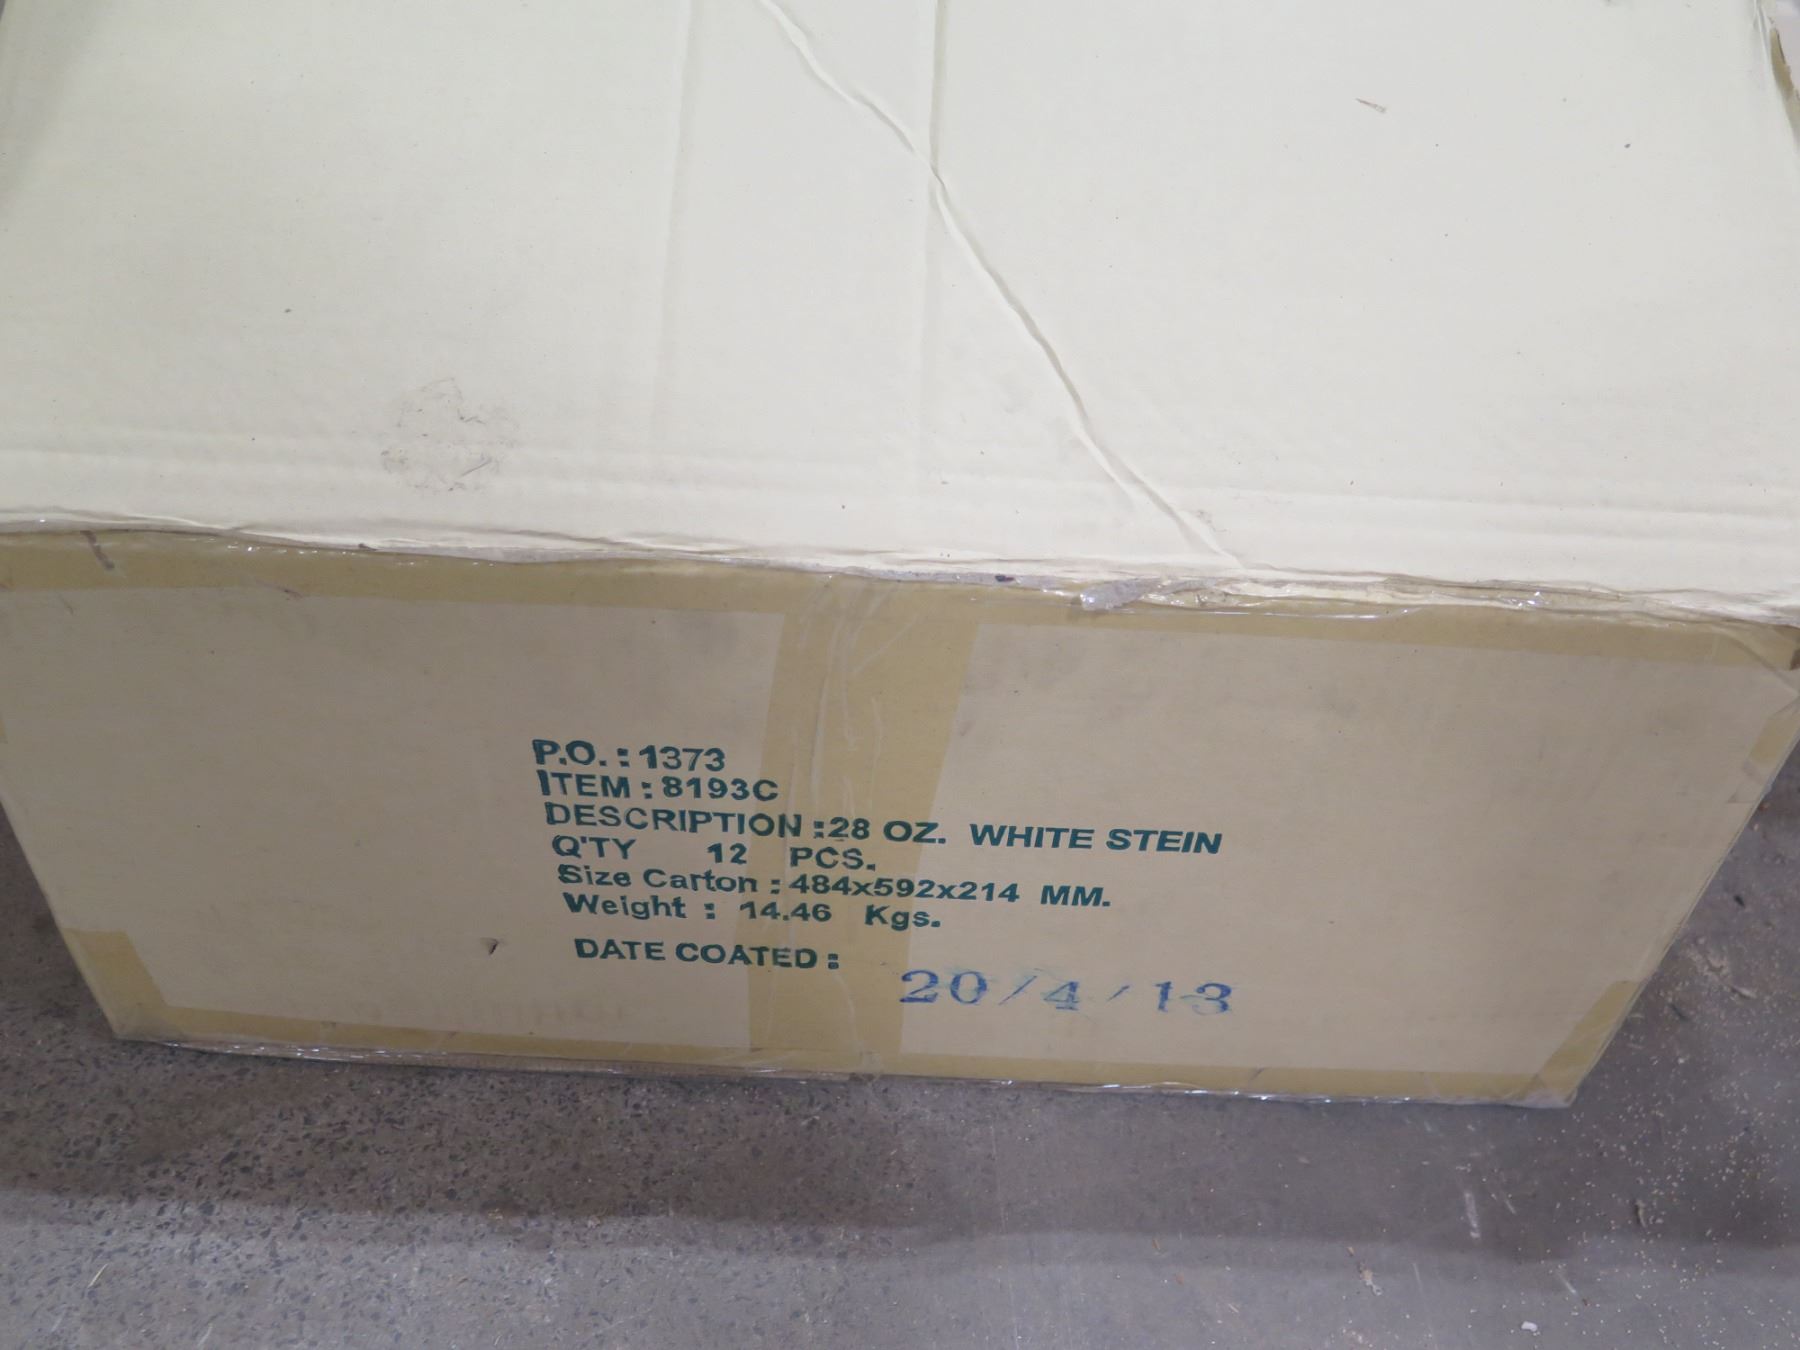 P.O. : 1373
ITEM : 8193C
DESCRIPTION : 28 OZ. WHITE STEIN
Q'TY 12 PCS.
Size Carton : 484x592x214 MM.
Weight : 14.46 Kgs.
DATE COATED : 20/4/13